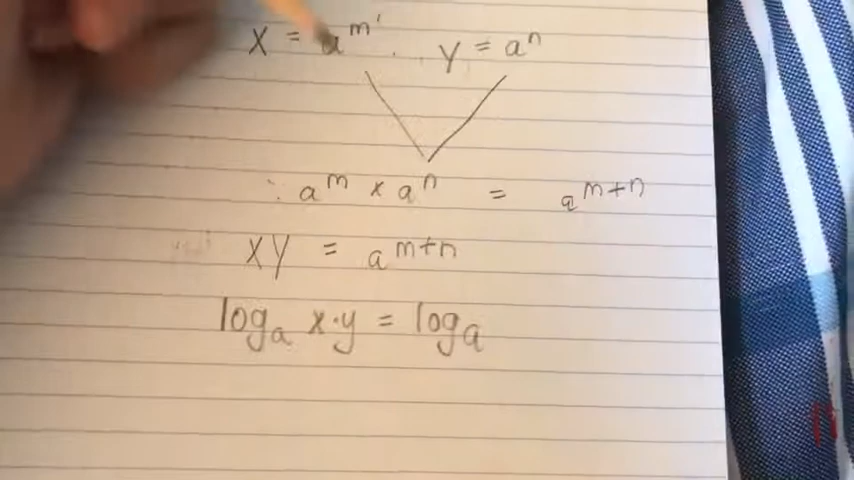 X = a^m . Y = a^n
∴ a^m × a^n = a^m+n
XY = a^m+n
log_a x·y = log_a